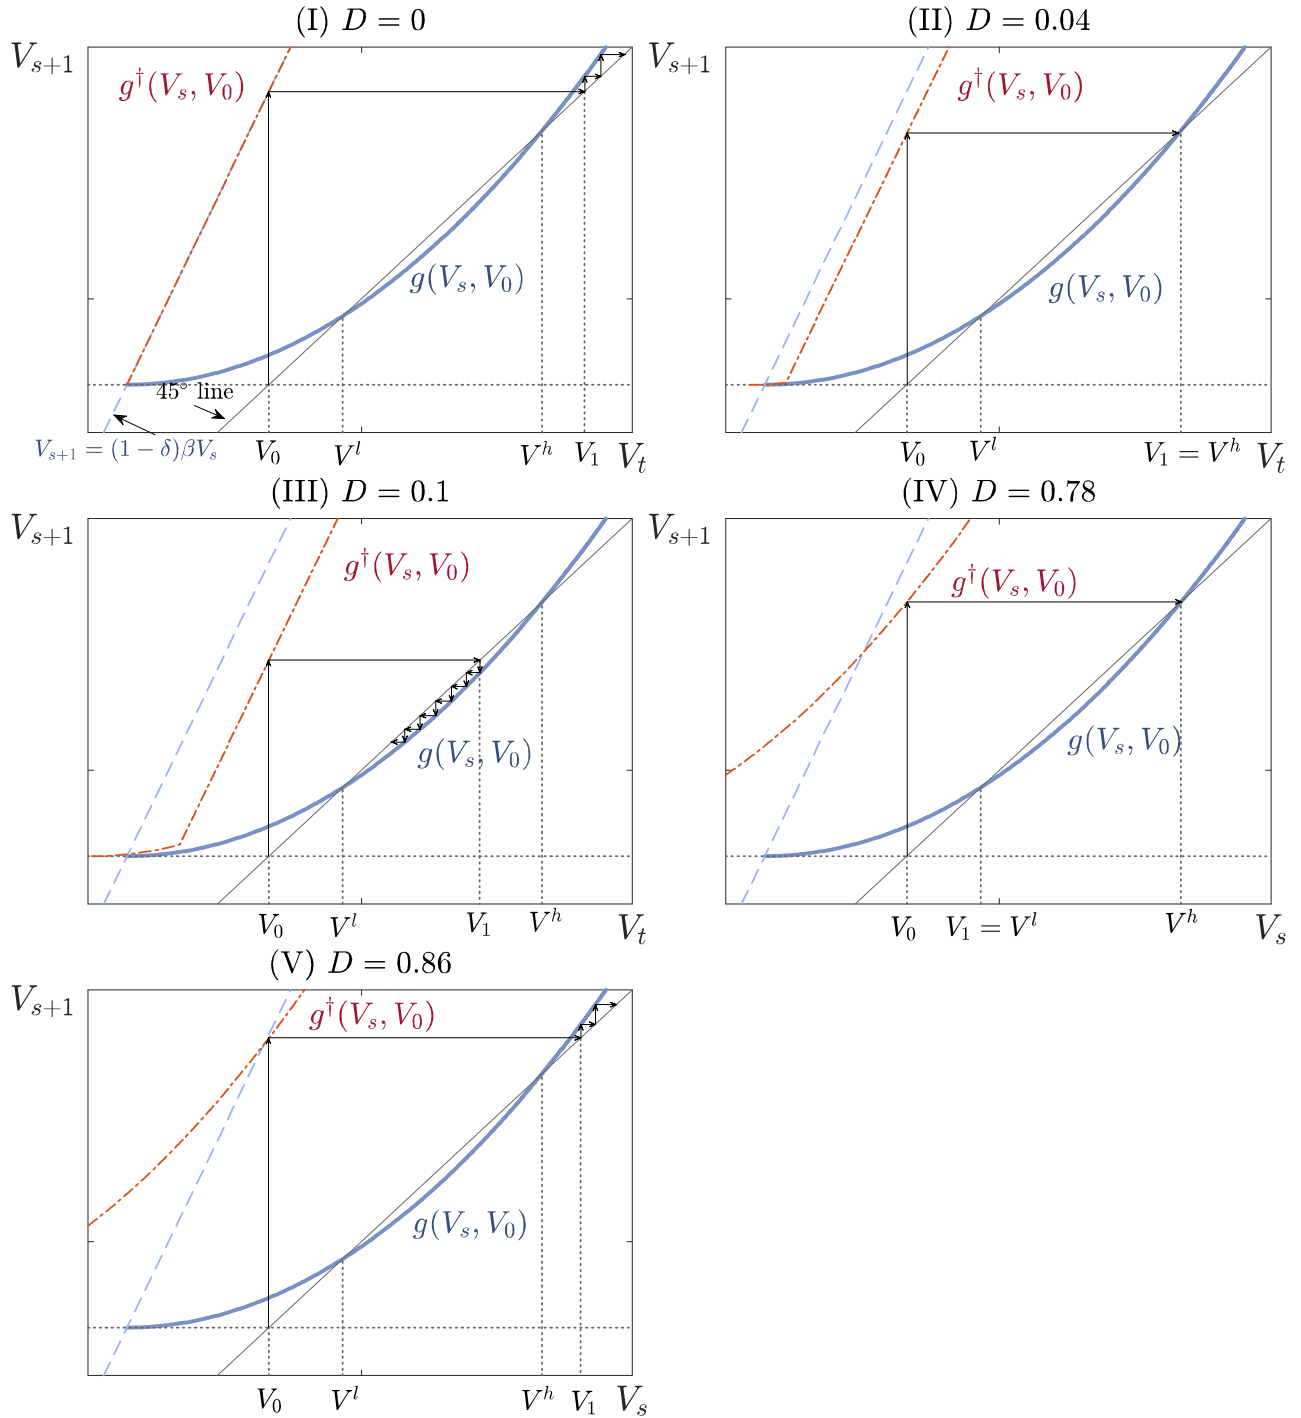 (I) D = 0
V_{s+1}
g†(V_s, V_0)
g(V_s, V_0)
45° line
V_{s+1} = (1 − δ)βV_s
V_0
V^l
V^h
V_1
V_t
(II) D = 0.04
V_{s+1}
g†(V_s, V_0)
g(V_s, V_0)
V_0
V^l
V_1 = V^h
V_t
(III) D = 0.1
V_{s+1}
g†(V_s, V_0)
g(V_s, V_0)
V_0
V^l
V_1
V^h
V_t
(IV) D = 0.78
V_{s+1}
g†(V_s, V_0)
g(V_s, V_0)
V_0
V_1 = V^l
V^h
V_s
(V) D = 0.86
V_{s+1}
g†(V_s, V_0)
g(V_s, V_0)
V_0
V^l
V^h
V_1
V_s